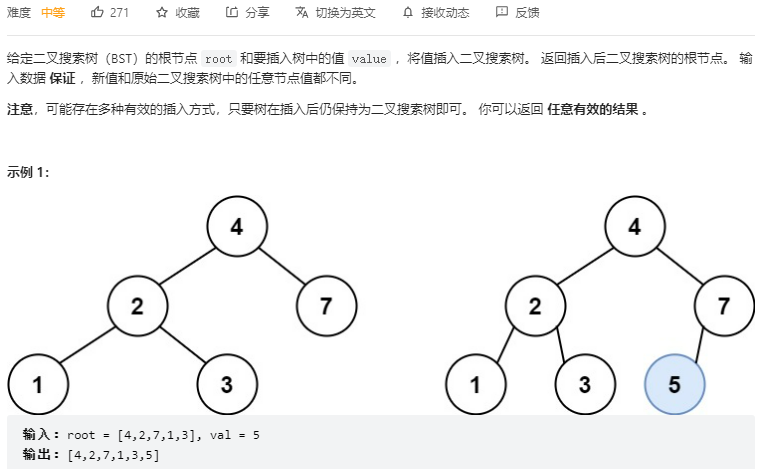 难度 中等 271 收藏 分享 切换为英文 接收动态 反馈
给定二叉搜索树（BST）的根节点 root 和要插入树中的值 value ，将值插入二叉搜索树。 返回插入后二叉搜索树的根节点。 输
入数据 保证 ，新值和原始二叉搜索树中的任意节点值都不同。
注意，可能存在多种有效的插入方式，只要树在插入后仍保持为二叉搜索树即可。 你可以返回 任意有效的结果 。
示例 1：
4 4
2 7 2 7
1 3 1 3 5
输入：root = [4,2,7,1,3], val = 5
输出：[4,2,7,1,3,5]